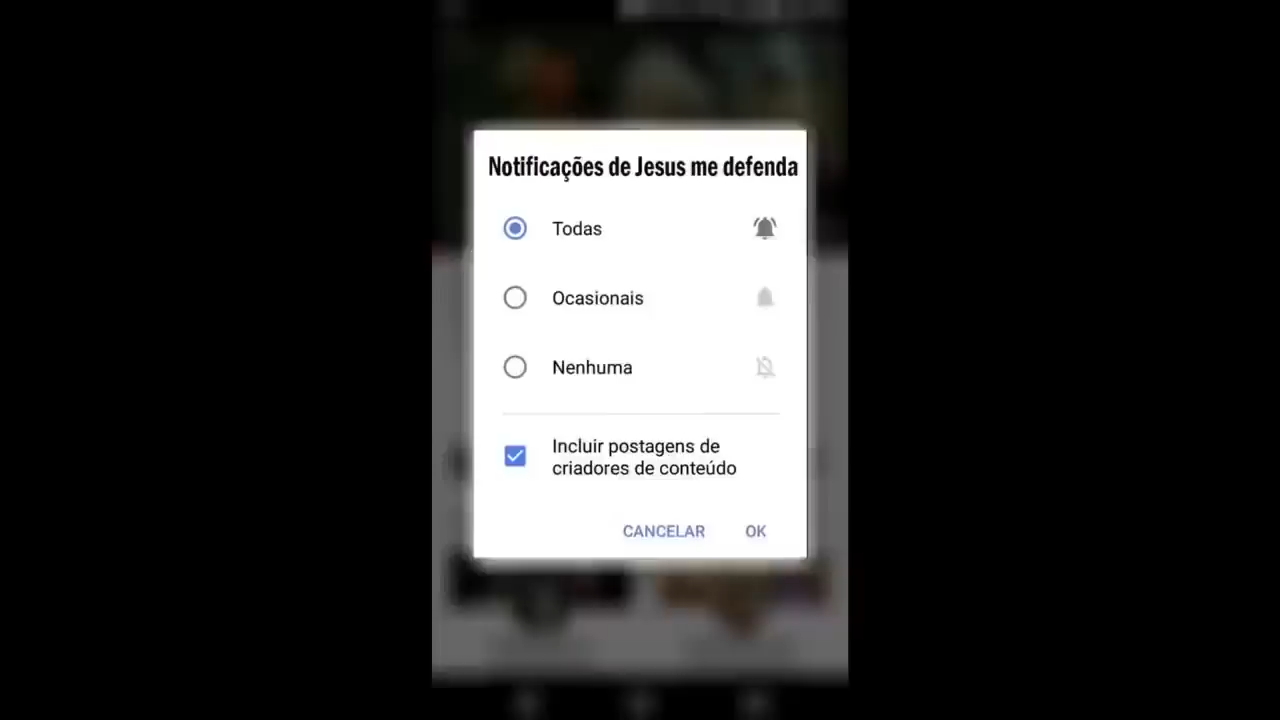 Notificações de Jesus me defenda
Todas
Ocasionais
Nenhuma
Incluir postagens de
criadores de conteúdo
CANCELAR OK